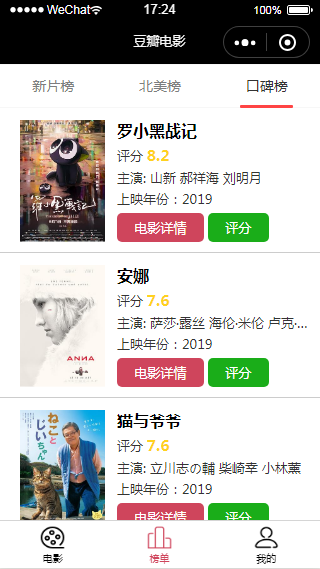 WeChat 17:24 100%
豆瓣电影
新片榜 北美榜 口碑榜
罗小黑战记
评分 8.2
主演: 山新 郝祥海 刘明月
上映年份：2019
电影详情 评分
安娜
评分 7.6
主演: 萨莎·露丝 海伦·米伦 卢克·...
上映年份：2019
电影详情 评分
ANNA
猫与爷爷
评分 7.6
主演: 立川志の輔 柴崎幸 小林薰
上映年份：2019
电影详情 评分
ねことじいちゃん
电影 榜单 我的